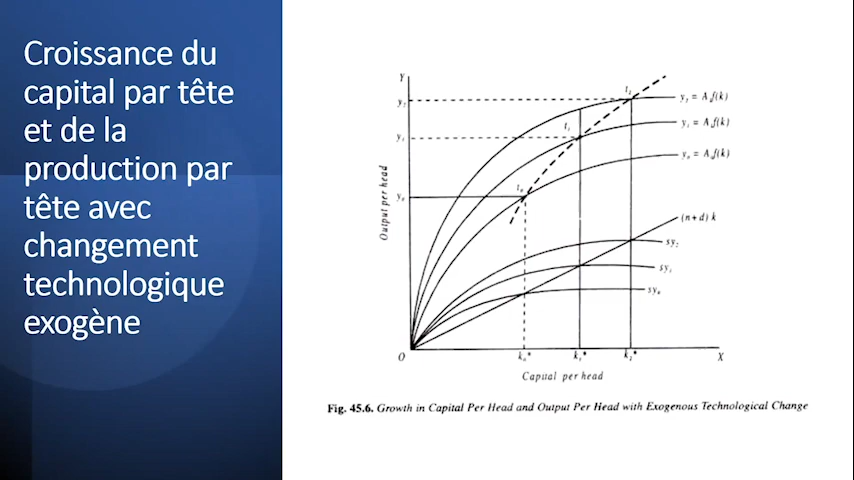 Croissance du
capital par tête
et de la
production par
tête avec
changement
technologique
exogène
Y
t₂
y₂
y₂ = A₂f(k)
t₁
y₁ = A₁f(k)
y₁
y₀ = A₀f(k)
t₀
y₀
Output per head
(n + d) k
sy₂
sy₁
sy₀
O
k₀*
k₁*
k₂*
X
Capital per head
Fig. 45.6. Growth in Capital Per Head and Output Per Head with Exogenous Technological Change